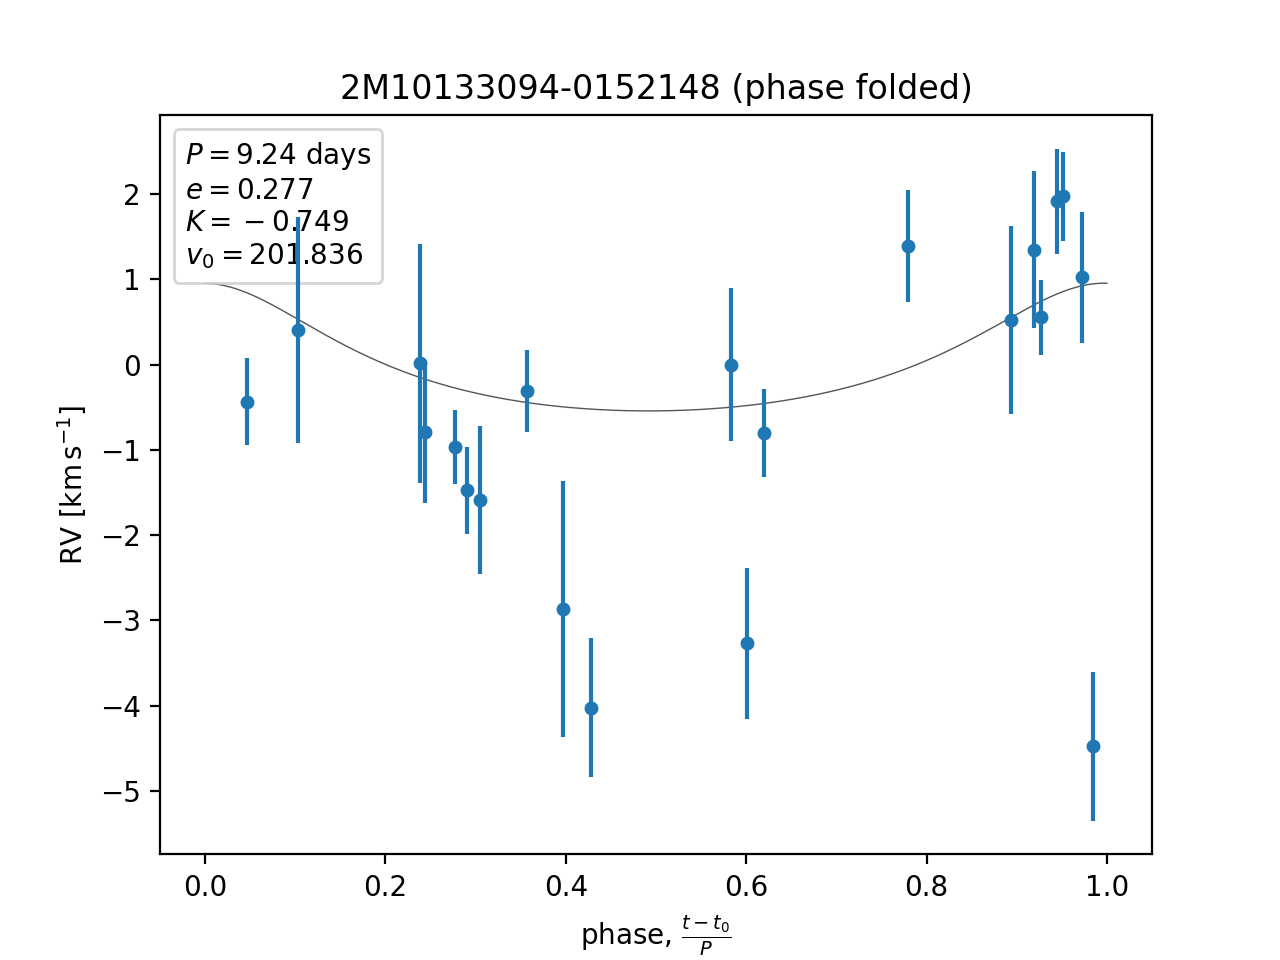 2M10133094-0152148 (phase folded)
P = 9.24 days
e = 0.277
K = −0.749
v₀ = 201.836
2
1
0
−1
−2
−3
−4
−5
RV [km s⁻¹]
0.0 0.2 0.4 0.6 0.8 1.0
phase, (t − t₀)/P